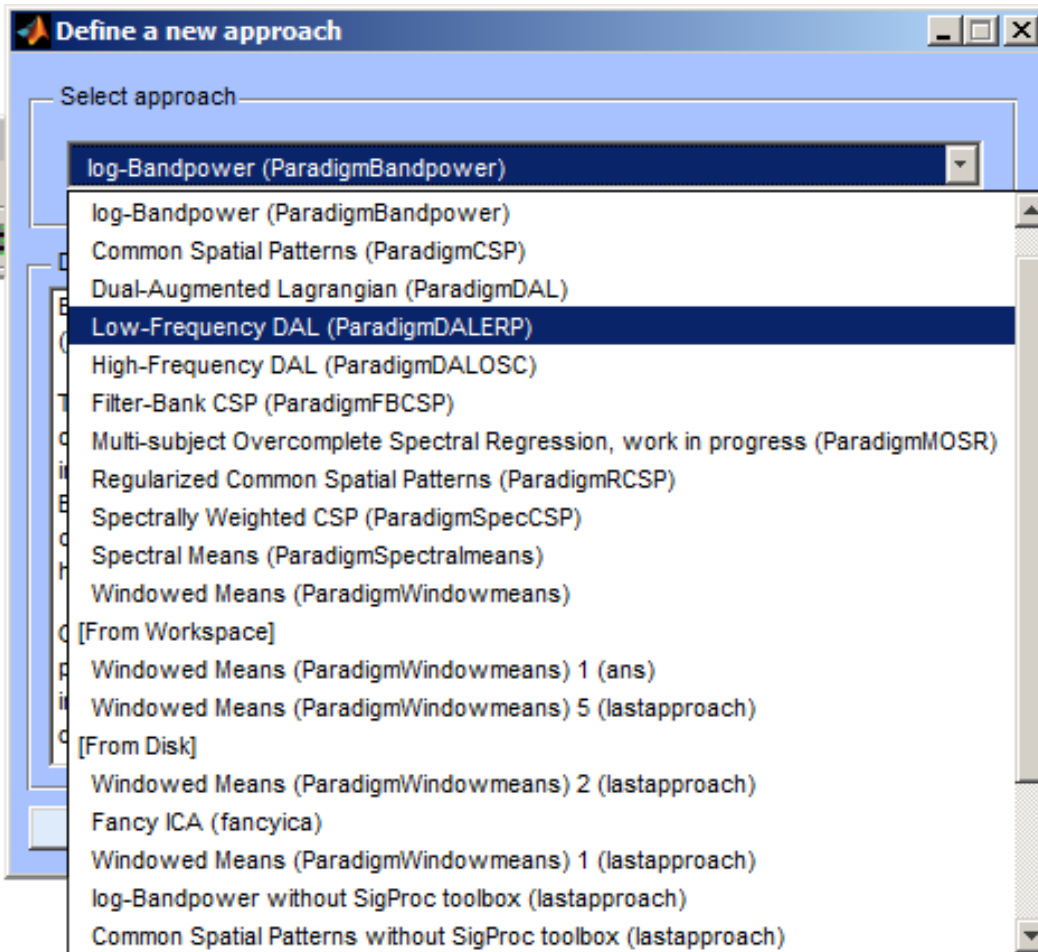 Define a new approach
Select approach
log-Bandpower (ParadigmBandpower)
log-Bandpower (ParadigmBandpower)
Common Spatial Patterns (ParadigmCSP)
Dual-Augmented Lagrangian (ParadigmDAL)
Low-Frequency DAL (ParadigmDALERP)
High-Frequency DAL (ParadigmDALOSC)
Filter-Bank CSP (ParadigmFBCSP)
Multi-subject Overcomplete Spectral Regression, work in progress (ParadigmMOSR)
Regularized Common Spatial Patterns (ParadigmRCSP)
Spectrally Weighted CSP (ParadigmSpecCSP)
Spectral Means (ParadigmSpectralmeans)
Windowed Means (ParadigmWindowmeans)
[From Workspace]
Windowed Means (ParadigmWindowmeans) 1 (ans)
Windowed Means (ParadigmWindowmeans) 5 (lastapproach)
[From Disk]
Windowed Means (ParadigmWindowmeans) 2 (lastapproach)
Fancy ICA (fancyica)
Windowed Means (ParadigmWindowmeans) 1 (lastapproach)
log-Bandpower without SigProc toolbox (lastapproach)
Common Spatial Patterns without SigProc toolbox (lastapproach)